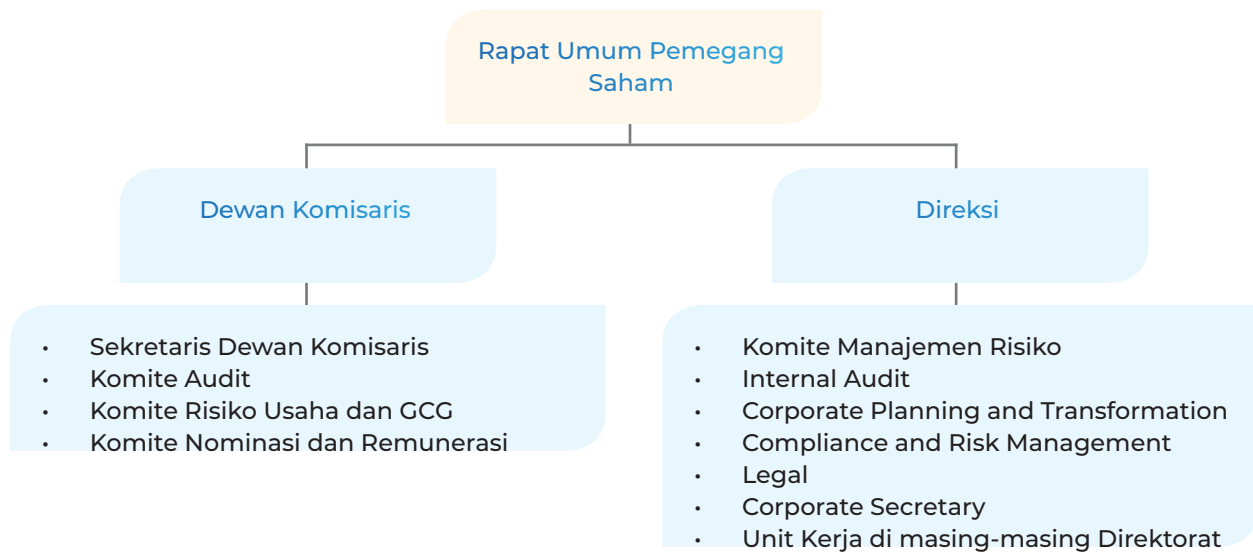 Rapat Umum Pemegang
Saham
Dewan Komisaris
Direksi
• Sekretaris Dewan Komisaris
• Komite Audit
• Komite Risiko Usaha dan GCG
• Komite Nominasi dan Remunerasi
• Komite Manajemen Risiko
• Internal Audit
• Corporate Planning and Transformation
• Compliance and Risk Management
• Legal
• Corporate Secretary
• Unit Kerja di masing-masing Direktorat